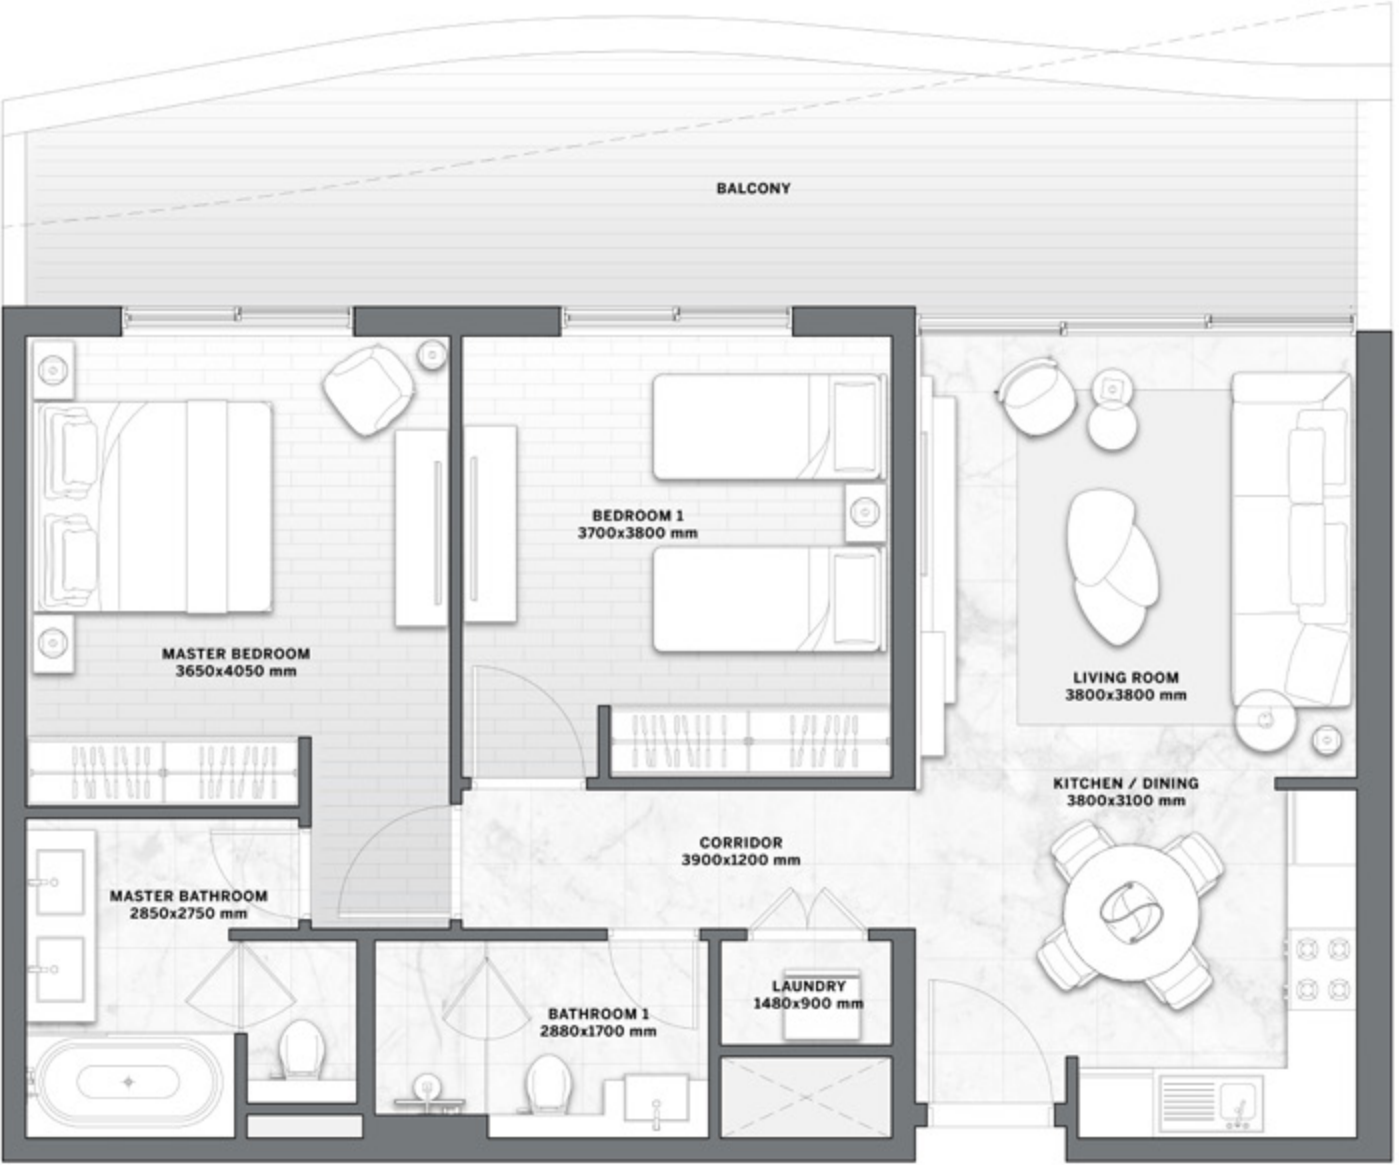 BALCONY
BEDROOM 1
3700x3800 mm
MASTER BEDROOM
3650x4050 mm
LIVING ROOM
3800x3800 mm
KITCHEN / DINING
3800x3100 mm
CORRIDOR
3900x1200 mm
MASTER BATHROOM
2850x2750 mm
LAUNDRY
1480x900 mm
BATHROOM 1
2880x1700 mm